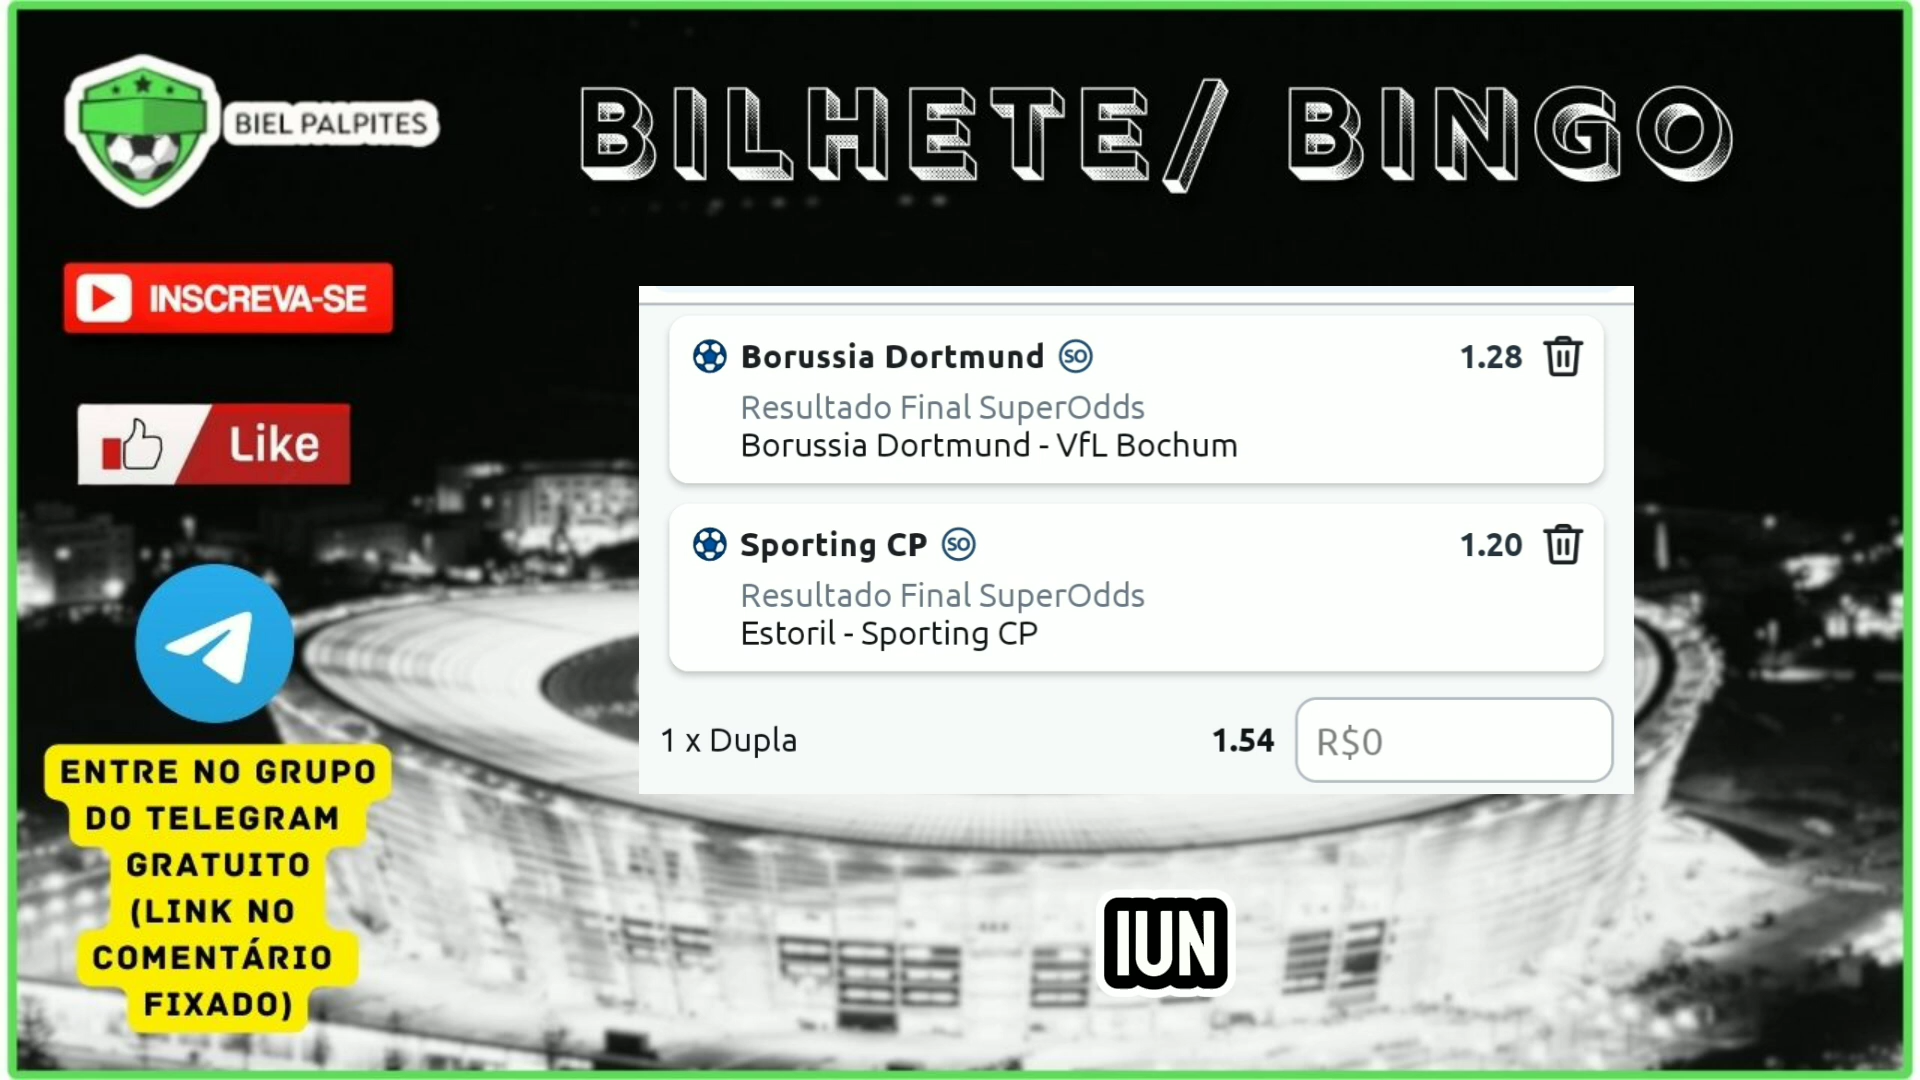 BIEL PALPITES
BILHETE/ BINGO
INSCREVA-SE
Like
ENTRE NO GRUPO
DO TELEGRAM
GRATUITO
(LINK NO
COMENTÁRIO
FIXADO)
Borussia Dortmund SO 1.28
Resultado Final SuperOdds
Borussia Dortmund - VfL Bochum
Sporting CP SO 1.20
Resultado Final SuperOdds
Estoril - Sporting CP
1 x Dupla 1.54 R$0
IUN